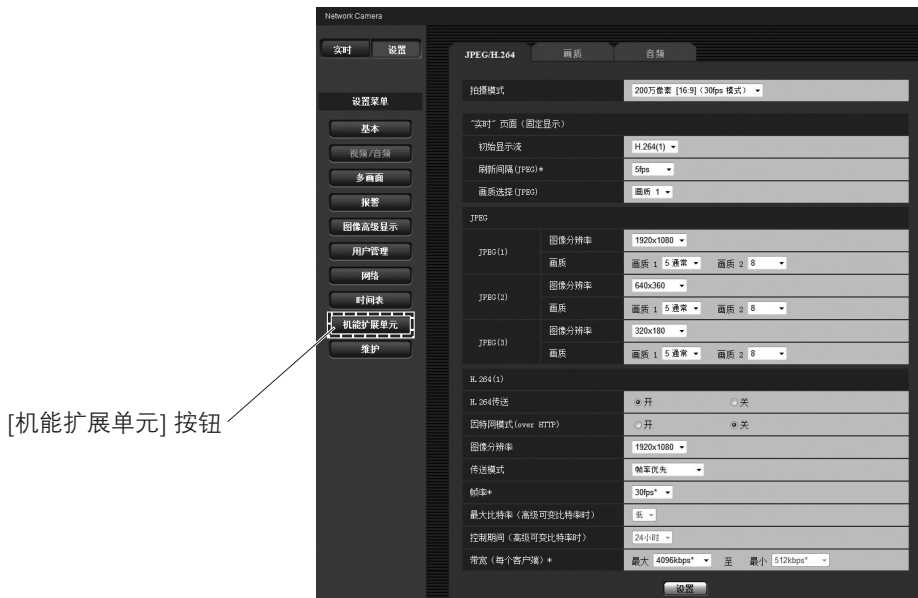 Network Camera
实时 设置
JPEG/H.264 画质 音频
设置菜单
基本
视频/音频
多画面
报警
图像高级显示
用户管理
网络
时间表
机能扩展单元
维护
[机能扩展单元] 按钮
拍摄模式 200万像素 [16:9]（30fps 模式）
"实时" 页面（固定显示）
初始显示流 H.264(1)
刷新间隔(JPEG)* 5fps
画质选择(JPEG) 画质 1
JPEG
JPEG(1) 图像分辨率 1920x1080
画质 画质 1 5 通常 画质 2 8
JPEG(2) 图像分辨率 640x360
画质 画质 1 5 通常 画质 2 8
JPEG(3) 图像分辨率 320x180
画质 画质 1 5 通常 画质 2 8
H.264(1)
H.264传送 开 关
因特网模式(over HTTP) 开 关
图像分辨率 1920x1080
传送模式 帧率优先
帧率* 30fps*
最大比特率（高级可变比特率时） 低
控制期间（高级可变比特率时） 24小时
带宽（每个客户端）* 最大 4096kbps* 至 最小 512kbps*
设置